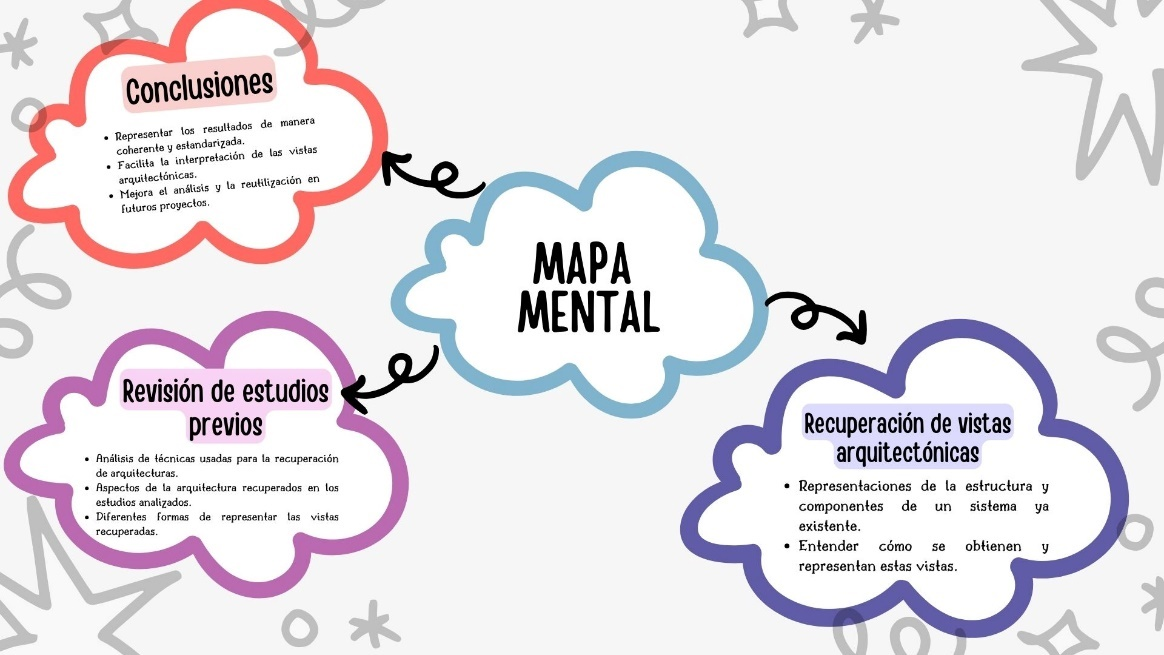 Conclusiones
• Representar los resultados de manera
coherente y estandarizada.
• Facilita la interpretación de las vistas
arquitectónicas.
• Mejora el análisis y la reutilización en
futuros proyectos.
MAPA
MENTAL
Revisión de estudios
previos
• Análisis de técnicas usadas para la recuperación
de arquitecturas.
• Aspectos de la arquitectura recuperados en los
estudios analizados.
• Diferentes formas de representar las vistas
recuperadas.
Recuperación de vistas
arquitectónicas
• Representaciones de la estructura y
componentes de un sistema ya
existente.
• Entender cómo se obtienen y
representan estas vistas.